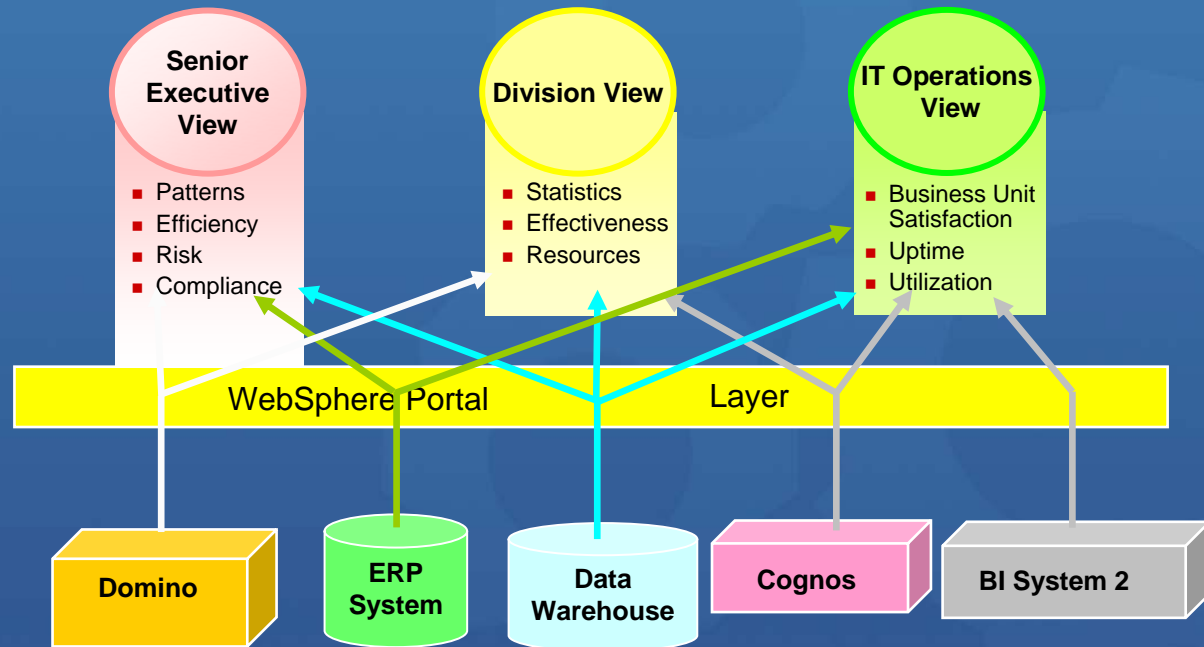 Senior
Executive
View
Division View
IT Operations
View
Patterns
Efficiency
Risk
Compliance
Statistics
Effectiveness
Resources
Business Unit
Satisfaction
Uptime
Utilization
WebSphere Portal Layer
Domino
ERP
System
Data
Warehouse
Cognos
BI System 2